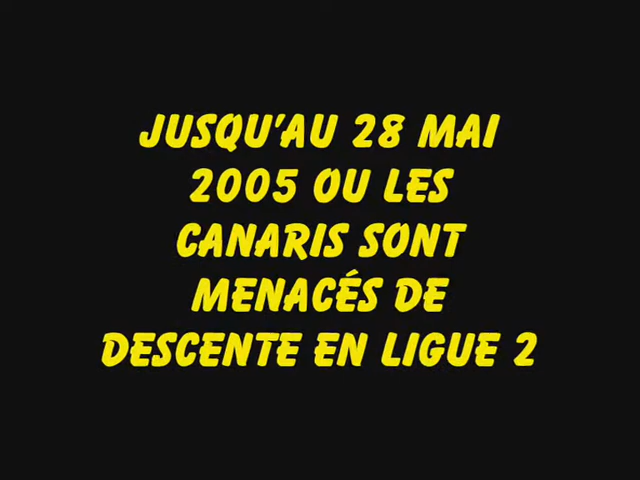 JUSQU'AU 28 MAI
2005 OU LES
CANARIS SONT
MENACÉS DE
DESCENTE EN LIGUE 2